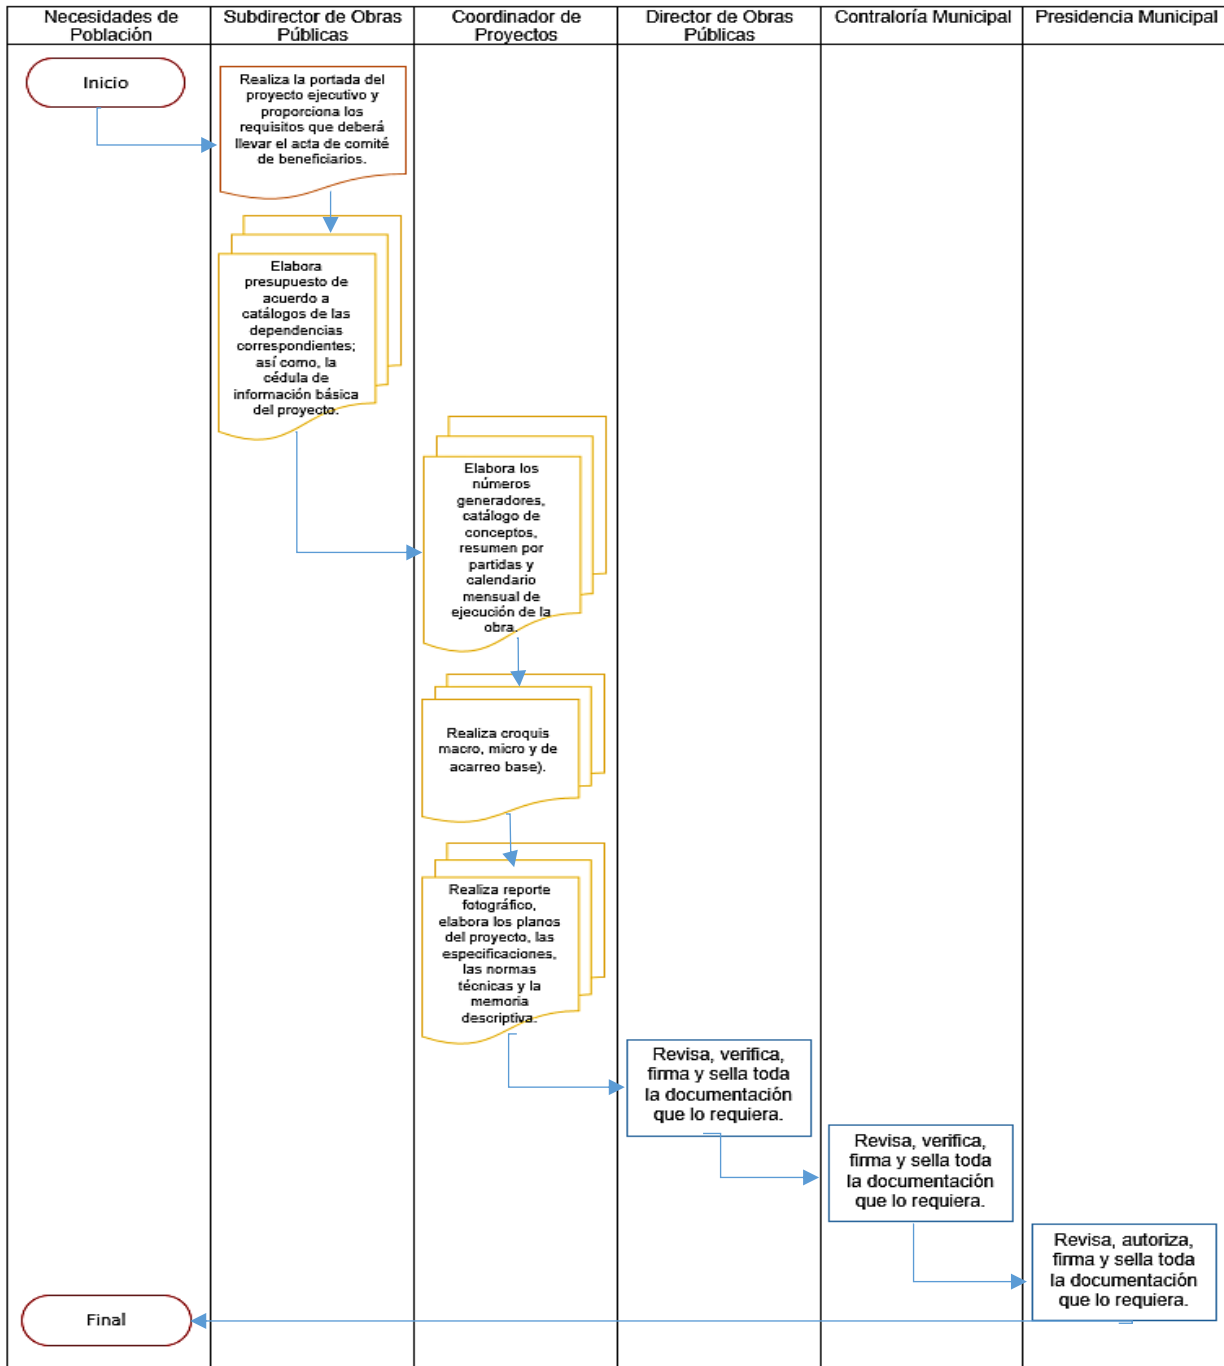 Necesidades de
Población
Subdirector de Obras
Públicas
Coordinador de
Proyectos
Director de Obras
Públicas
Contraloría Municipal
Presidencia Municipal
Inicio
Realiza la portada del
proyecto ejecutivo y
proporciona los
requisitos que deberá
llevar el acta de comité
de beneficiarios.
Elabora
presupuesto de
acuerdo a
catálogos de las
dependencias
correspondientes;
así como, la
cédula de
información básica
del proyecto.
Elabora los
números
generadores,
catálogo de
conceptos,
resumen por
partidas y
calendario
mensual de
ejecución de la
obra.
Realiza croquis
macro, micro y de
acarreo base).
Realiza reporte
fotográfico,
elabora los planos
del proyecto, las
especificaciones,
las normas
técnicas y la
memoria
descriptiva.
Revisa, verifica,
firma y sella toda
la documentación
que lo requiera.
Revisa, verifica,
firma y sella toda
la documentación
que lo requiera.
Revisa, autoriza,
firma y sella toda
la documentación
que lo requiera.
Final